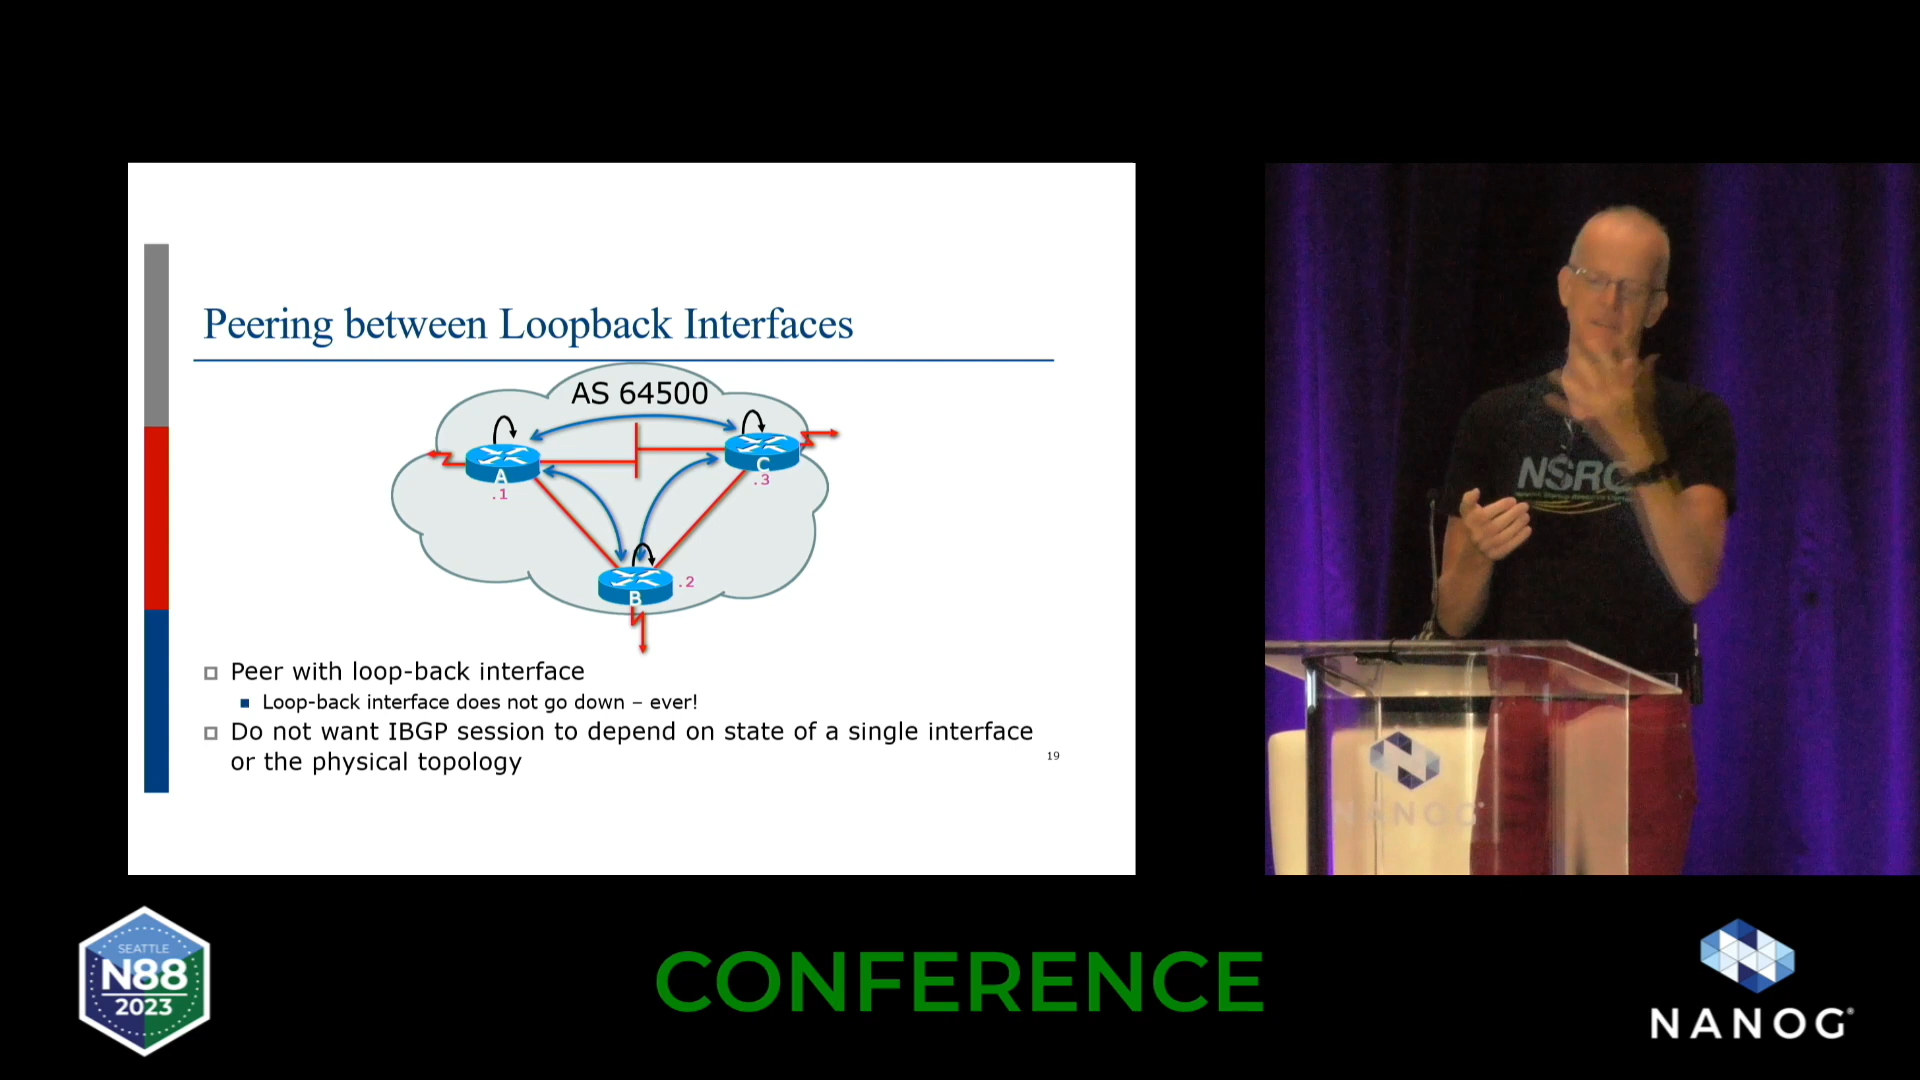 Peering between Loopback Interfaces
AS 64500
A
.1
C
.3
B
.2
Peer with loop-back interface
Loop-back interface does not go down – ever!
Do not want IBGP session to depend on state of a single interface
or the physical topology
19
NSRC
NANOG
SEATTLE
N88
2023
CONFERENCE
NANOG®